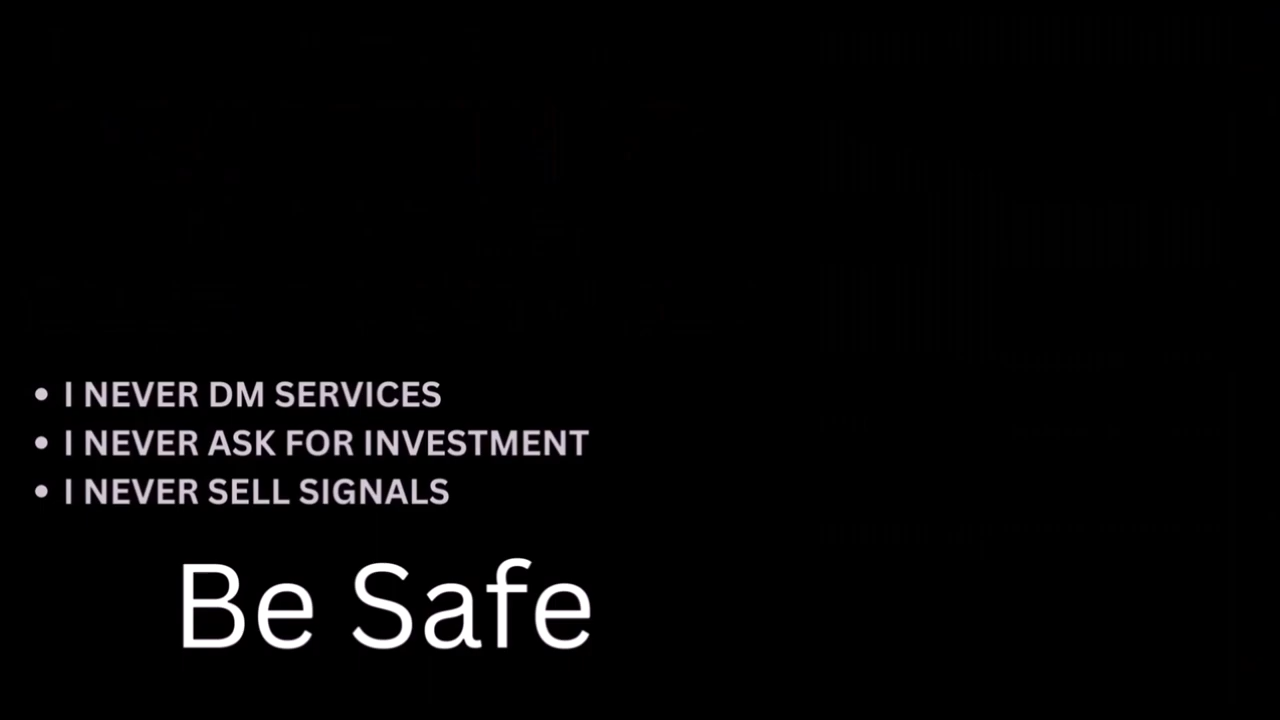 • I NEVER DM SERVICES
• I NEVER ASK FOR INVESTMENT
• I NEVER SELL SIGNALS
Be Safe